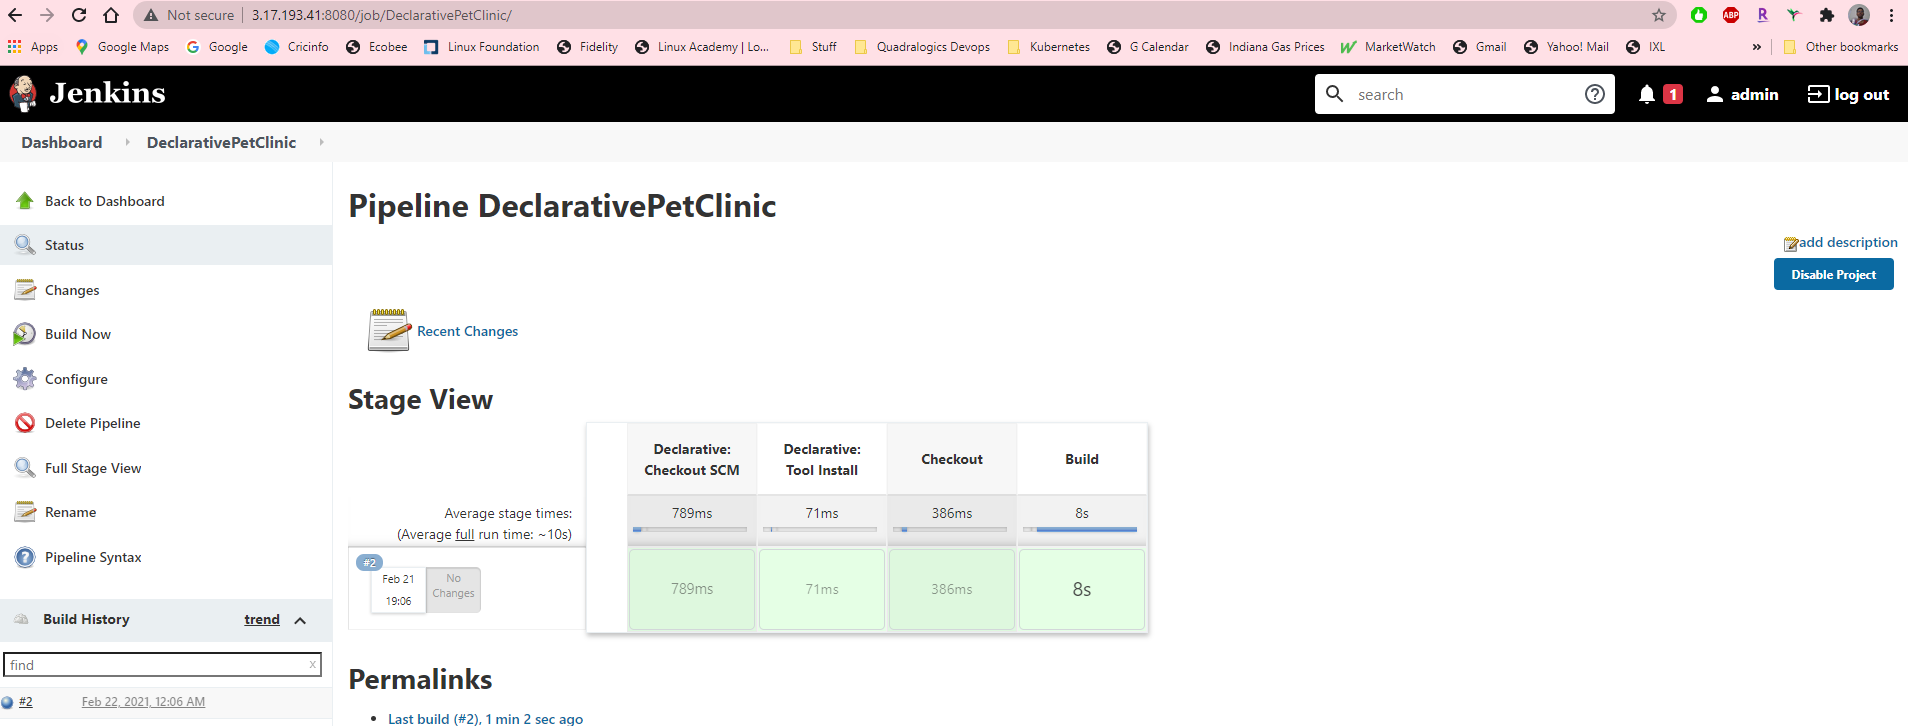 Not secure | 3.17.193.41:8080/job/DeclarativePetClinic/
ABP
R
Apps Google Maps Google Cricinfo Ecobee Linux Foundation Fidelity Linux Academy | Lo... Stuff Quadralogics Devops Kubernetes G Calendar Indiana Gas Prices MarketWatch Gmail Yahoo! Mail IXL » Other bookmarks
Jenkins
search
1
admin
log out
Dashboard
DeclarativePetClinic
Back to Dashboard
Status
Changes
Build Now
Configure
Delete Pipeline
Full Stage View
Rename
Pipeline Syntax
Build History
trend
find
x
#2
Feb 22, 2021, 12:06 AM
Pipeline DeclarativePetClinic
add description
Disable Project
Recent Changes
Stage View
Declarative:
Checkout SCM
Declarative:
Tool Install
Checkout
Build
Average stage times:
(Average full run time: ~10s)
789ms
71ms
386ms
8s
#2
Feb 21
19:06
No
Changes
789ms
71ms
386ms
8s
Permalinks
Last build (#2), 1 min 2 sec ago